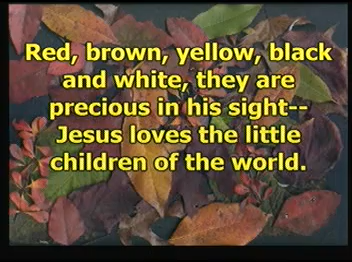 Red, brown, yellow, black
and white, they are
precious in his sight--
Jesus loves the little
children of the world.